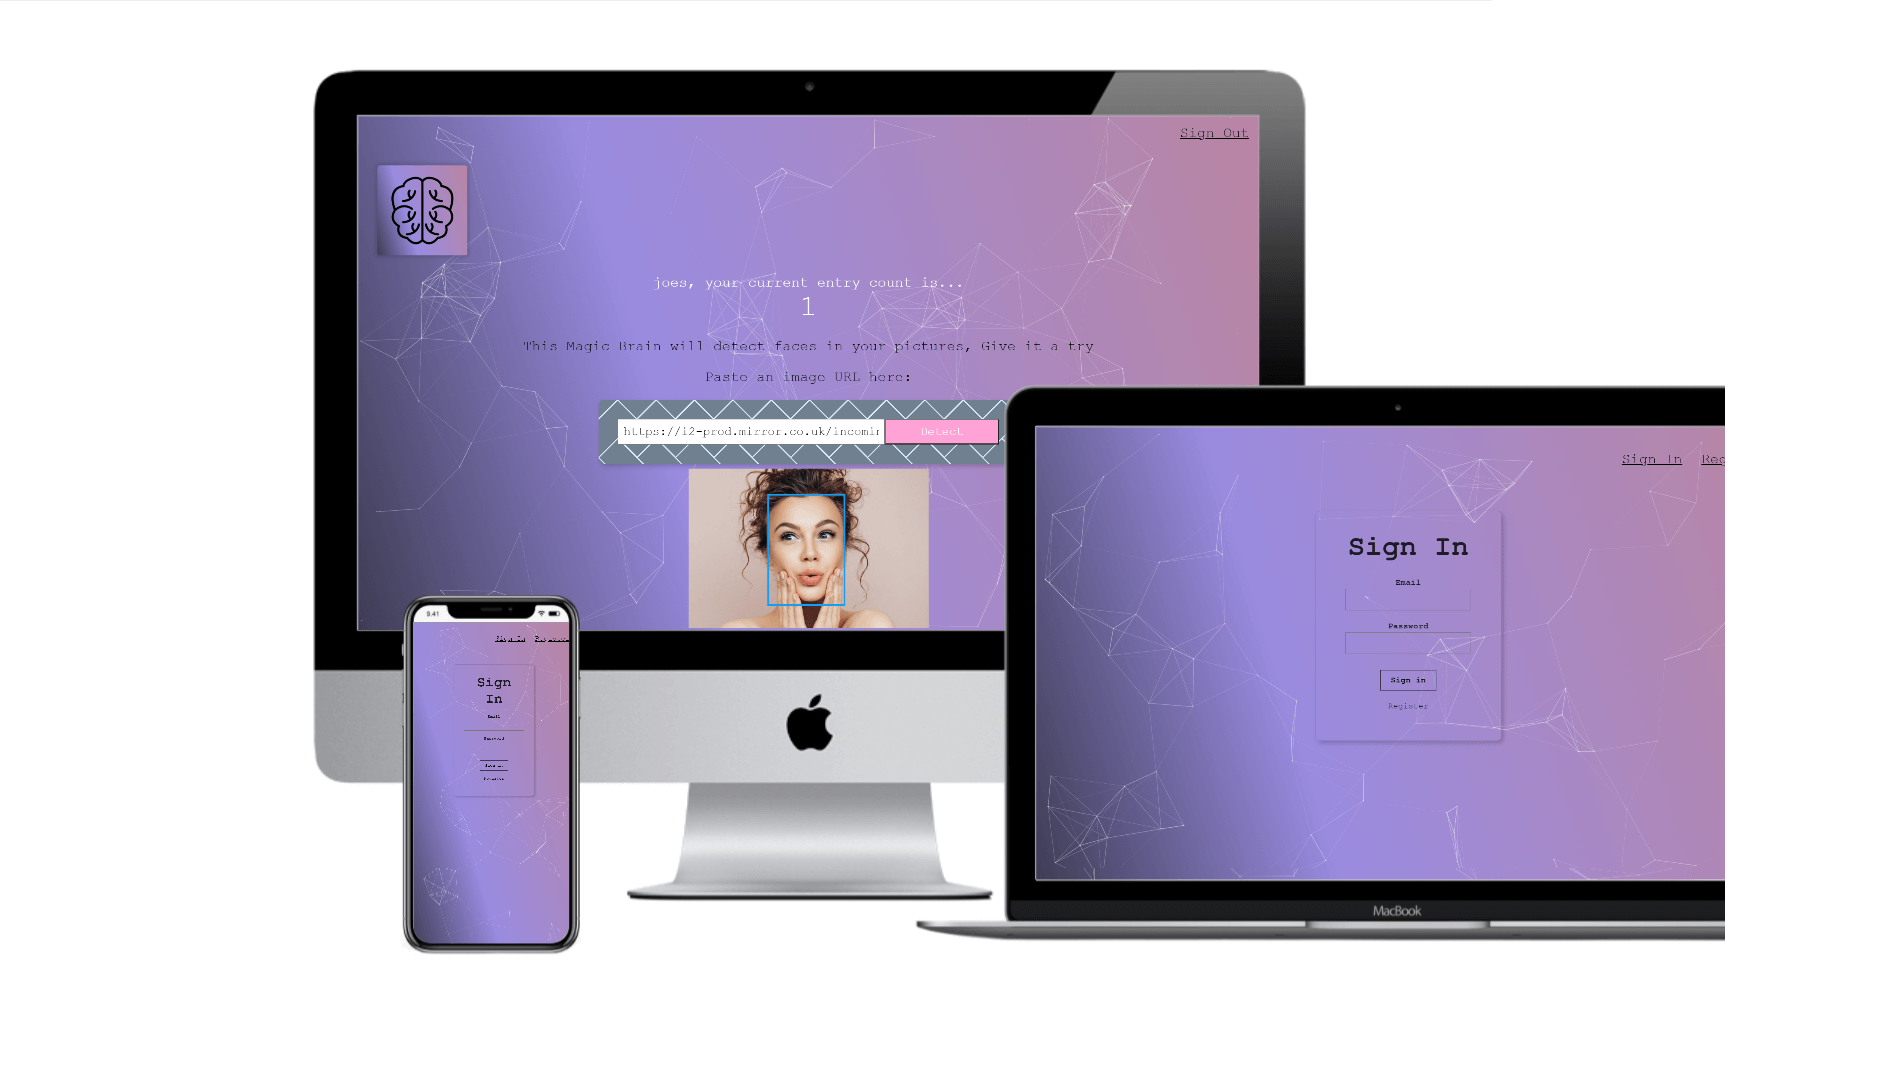 Sign Out
joes, your current entry count is...
1
This Magic Brain will detect faces in your pictures, Give it a try
Paste an image URL here:
https://i2-prod.mirror.co.uk/incomin
Detect
Sign In Reg
Sign In
Email
Password
Sign in
Register
MacBook
9:41
Sign In Register
Sign
In
Email
Password
Sign in
Register